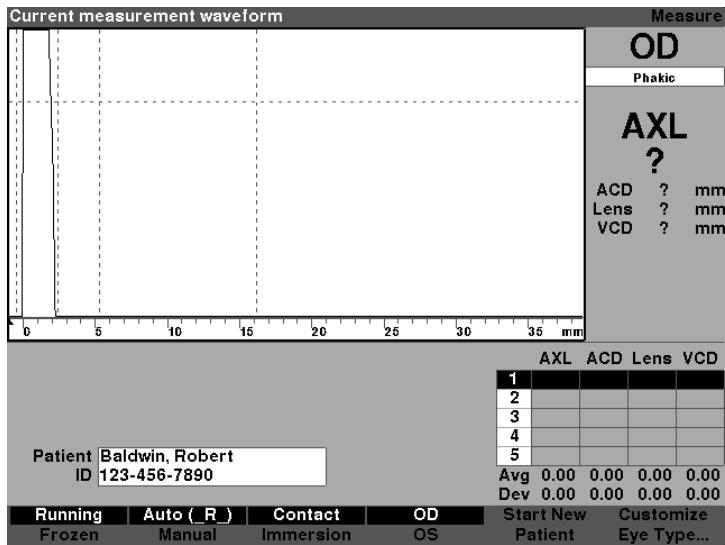 Current measurement waveform
Measure
OD
Phakic
AXL
?
ACD ? mm
Lens ? mm
VCD ? mm
0 5 10 15 20 25 30 35 mm
AXL ACD Lens VCD
1
2
3
4
5
Avg 0.00 0.00 0.00 0.00
Dev 0.00 0.00 0.00 0.00
Patient Baldwin, Robert
ID 123-456-7890
Running Auto (_R_) Contact OD Start New Customize
Frozen Manual Immersion OS Patient Eye Type...